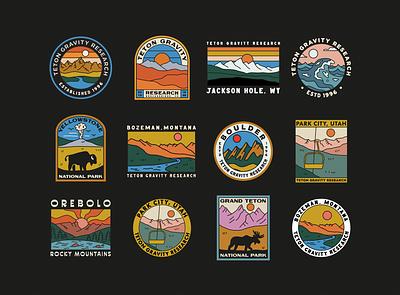 TETON GRAVITY RESEARCH
ESTABLISHED 1996
TETON GRAVITY
RESEARCH
TETON GRAVITY RESEARCH
JACKSON HOLE, WY
TETON GRAVITY RESEARCH
ESTD 1996
YELLOWSTONE
NATIONAL PARK
BOZEMAN, MONTANA
TETON GRAVITY RESEARCH
BOULDER
TETON GRAVITY RESEARCH
PARK CITY, UTAH
TETON GRAVITY RESEARCH
OREBOLO
ROCKY MOUNTAINS
PARK CITY, UTAH
TETON GRAVITY RESEARCH
GRAND TETON
NATIONAL PARK
BOZEMAN, MONTANA
TETON GRAVITY RESEARCH